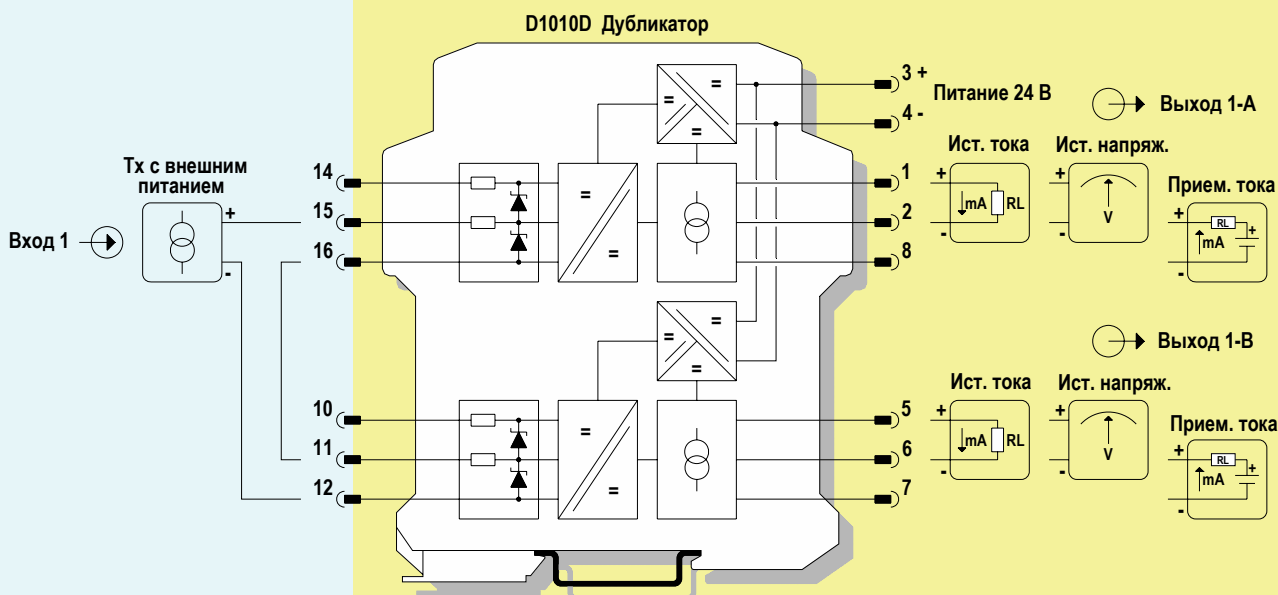 D1010D Дубликатор
3 +
Питание 24 В
4 -
Выход 1-A
Tx с внешним
питанием
Вход 1
+
-
14
15
16
=
=
=
=
=
1
2
8
Ист. тока
+
-
mA
RL
Ист. напряж.
+
-
V
Прием. тока
+
-
RL
mA
+
Выход 1-B
10
11
12
=
=
=
=
=
5
6
7
Ист. тока
+
-
mA
RL
Ист. напряж.
+
-
V
Прием. тока
+
-
RL
mA
+